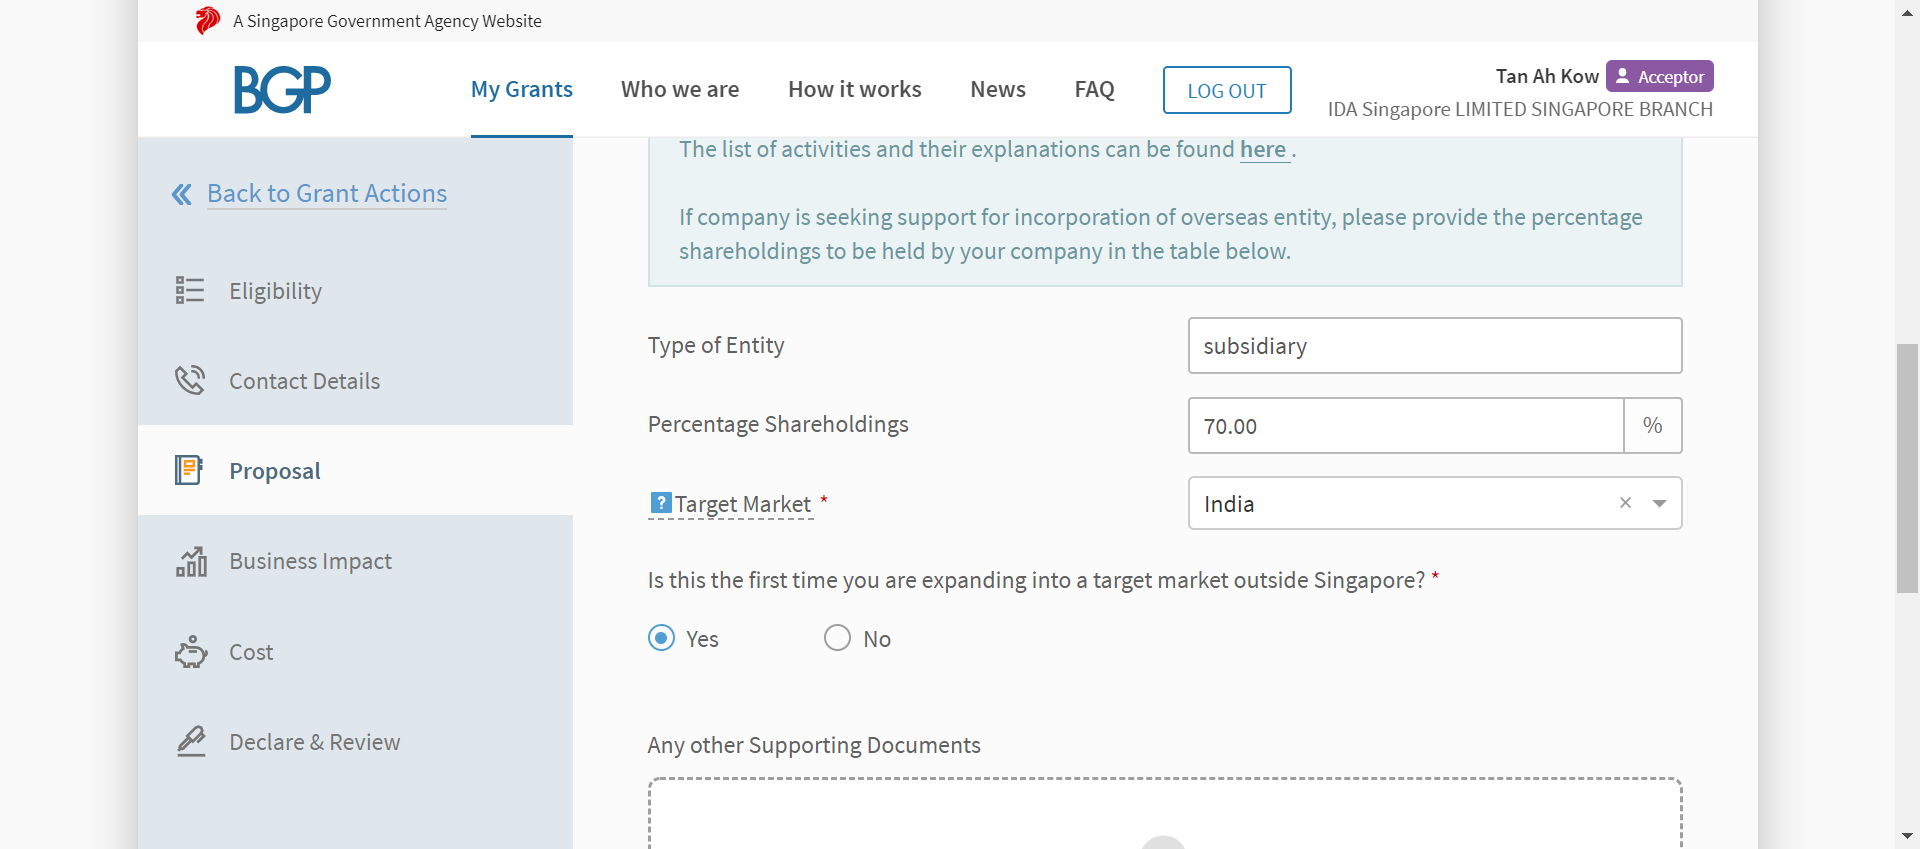 A Singapore Government Agency Website
BGP
My Grants
Who we are
How it works
News
FAQ
LOG OUT
Tan Ah Kow
Acceptor
IDA Singapore LIMITED SINGAPORE BRANCH
Back to Grant Actions
Eligibility
Contact Details
Proposal
Business Impact
Cost
Declare & Review
The list of activities and their explanations can be found here .
If company is seeking support for incorporation of overseas entity, please provide the percentage
shareholdings to be held by your company in the table below.
Type of Entity
subsidiary
Percentage Shareholdings
70.00
%
? Target Market *
India
Is this the first time you are expanding into a target market outside Singapore? *
Yes
No
Any other Supporting Documents